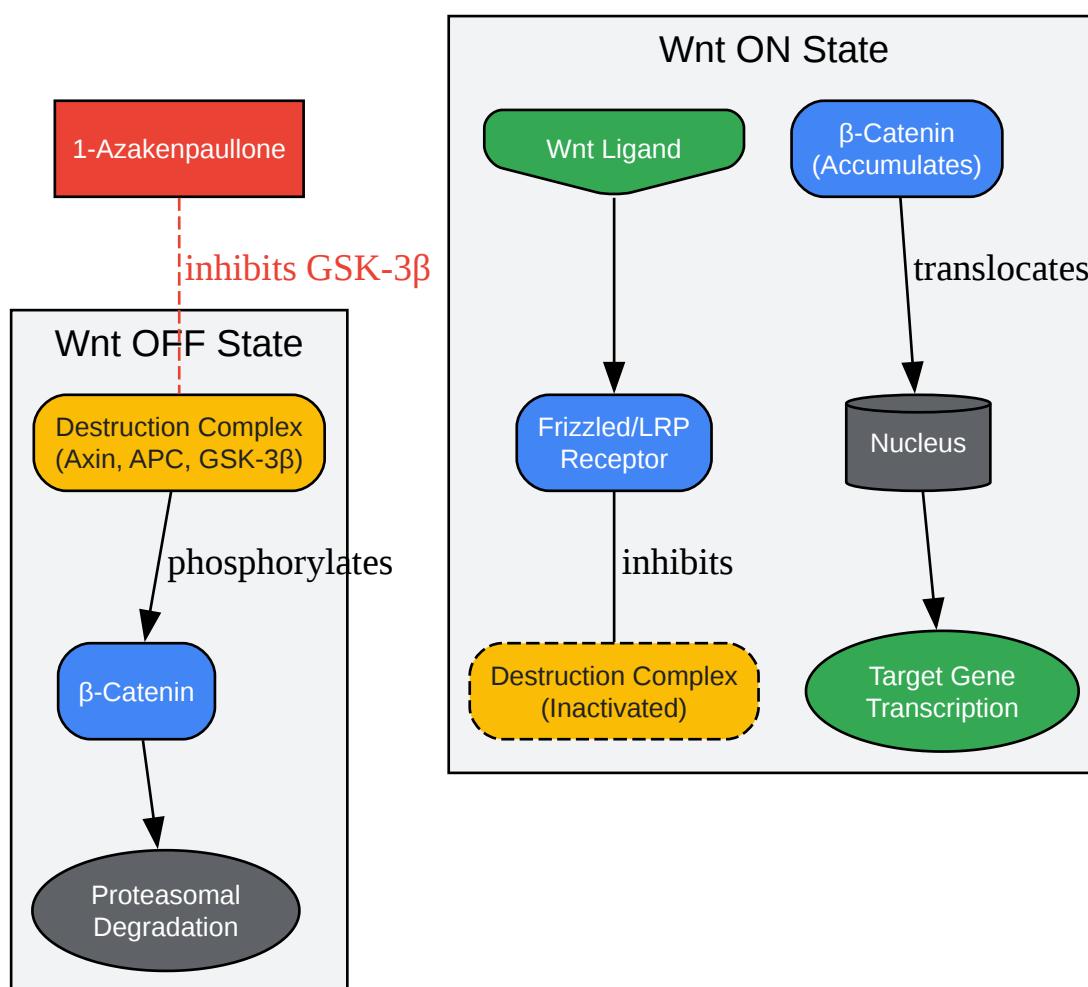 1-Azakenpaullone
inhibits GSK-3β
Wnt OFF State
Destruction Complex
(Axin, APC, GSK-3β)
phosphorylates
β-Catenin
Proteasomal
Degradation
Wnt ON State
Wnt Ligand
Frizzled/LRP
Receptor
inhibits
Destruction Complex
(Inactivated)
β-Catenin
(Accumulates)
translocates
Nucleus
Target Gene
Transcription